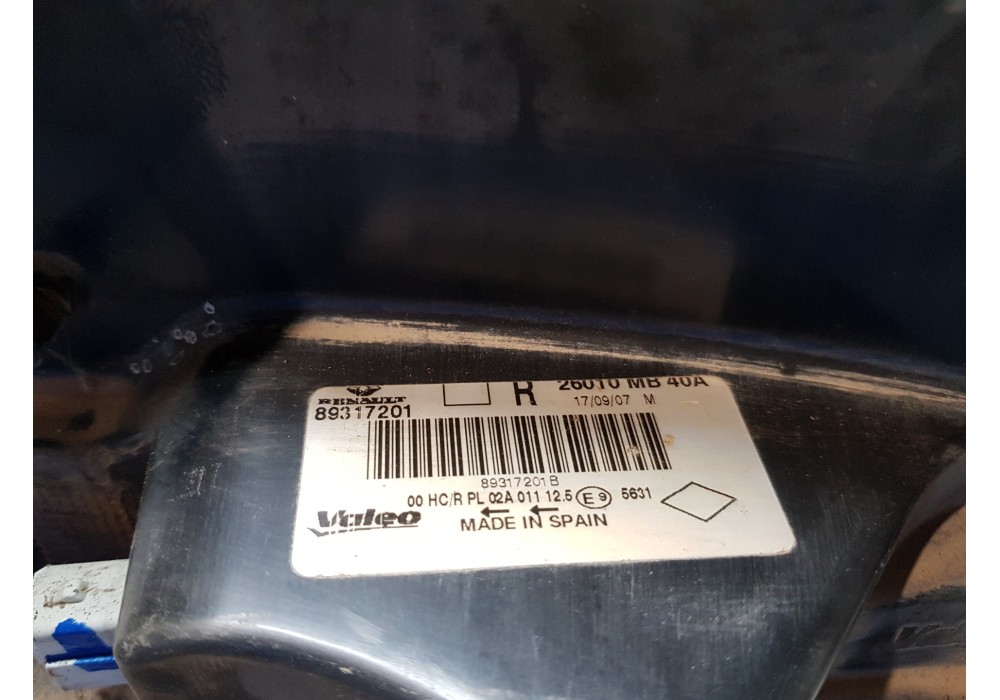 RENAULT R 26010 MB 40A
89317201 17/09/07 M
89317201B
00 HC/R PL 02A 011 12.5 E9 5631
Valeo MADE IN SPAIN